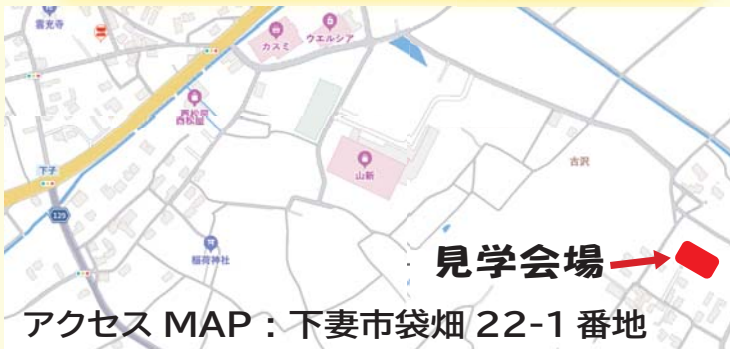 雲光寺
カスミ
ウエルシア
西松屋
下子
山新
古沢
125
稲荷神社
見学会場
アクセス MAP：下妻市袋畑 22-1 番地